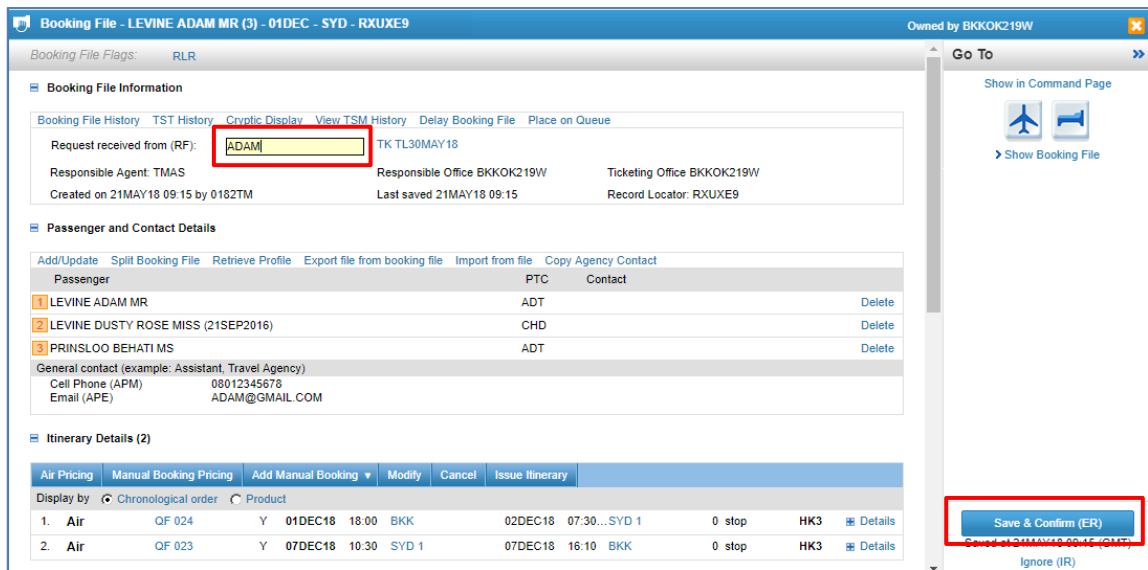 Booking File - LEVINE ADAM MR (3) - 01DEC - SYD - RXUXE9 Owned by BKKOK219W
Booking File Flags: RLR
Go To »
Show in Command Page
Show Booking File
Booking File Information
Booking File History TST History Cryptic Display View TSM History Delay Booking File Place on Queue
Request received from (RF): ADAM TK TL30MAY18
Responsible Agent: TMAS Responsible Office BKKOK219W Ticketing Office BKKOK219W
Created on 21MAY18 09:15 by 0182TM Last saved 21MAY18 09:15 Record Locator: RXUXE9
Passenger and Contact Details
Add/Update Split Booking File Retrieve Profile Export file from booking file Import from file Copy Agency Contact
Passenger PTC Contact
1 LEVINE ADAM MR ADT Delete
2 LEVINE DUSTY ROSE MISS (21SEP2016) CHD Delete
3 PRINSLOO BEHATI MS ADT Delete
General contact (example: Assistant, Travel Agency)
Cell Phone (APM) 08012345678
Email (APE) ADAM@GMAIL.COM
Itinerary Details (2)
Air Pricing Manual Booking Pricing Add Manual Booking Modify Cancel Issue Itinerary
Display by Chronological order Product
1. Air QF 024 Y 01DEC18 18:00 BKK 02DEC18 07:30...SYD 1 0 stop HK3 Details
2. Air QF 023 Y 07DEC18 10:30 SYD 1 07DEC18 16:10 BKK 0 stop HK3 Details
Save & Confirm (ER)
Saved at 21MAY18 09:15 (GMT)
Ignore (IR)